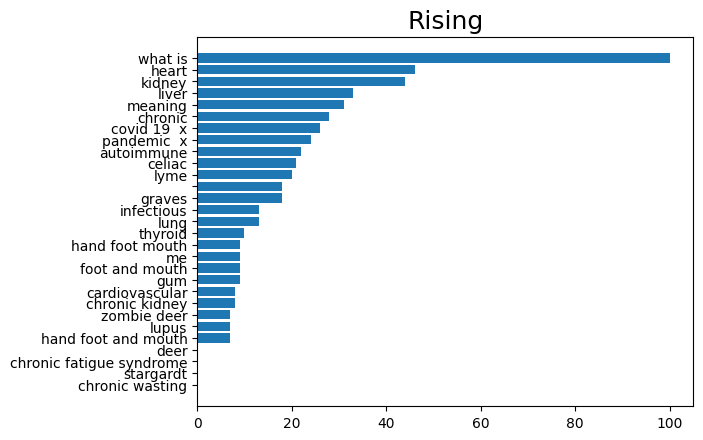 Rising
what is
heart
kidney
liver
meaning
chronic
covid 19  x
pandemic  x
autoimmune
celiac
lyme
graves
infectious
lung
thyroid
hand foot mouth
me
foot and mouth
gum
cardiovascular
chronic kidney
zombie deer
lupus
hand foot and mouth
deer
chronic fatigue syndrome
stargardt
chronic wasting
0 20 40 60 80 100